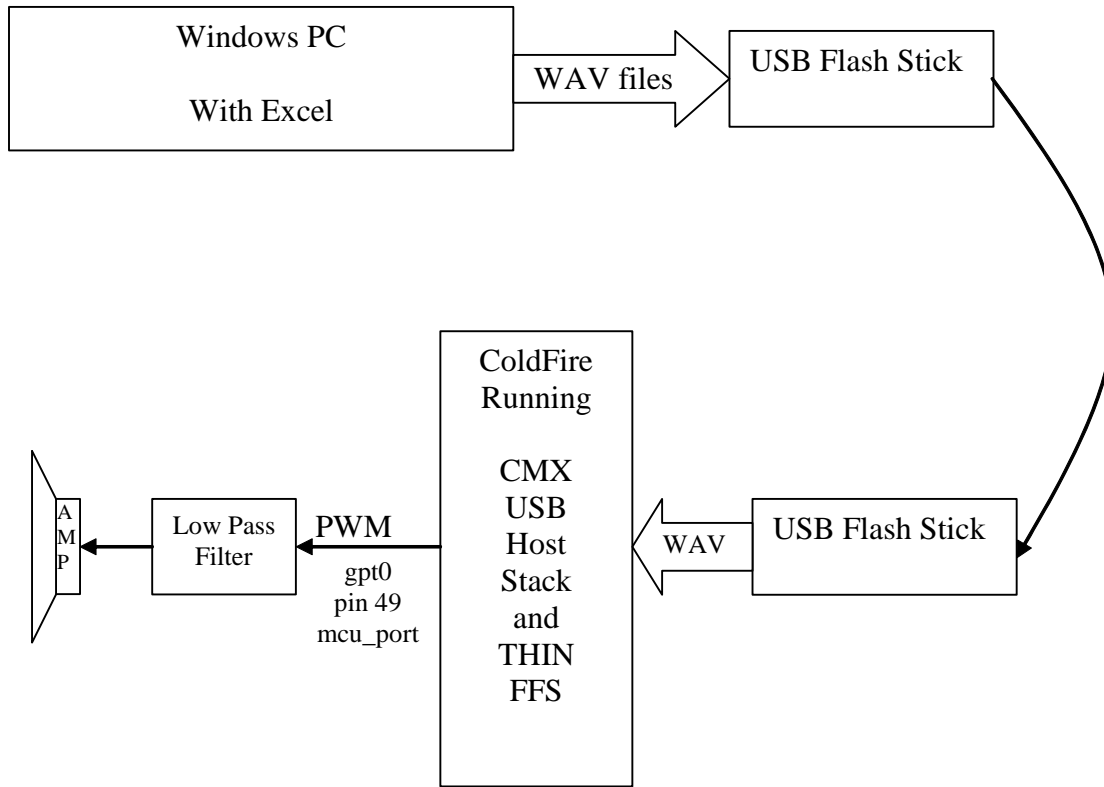 Windows PC
With Excel
WAV files
USB Flash Stick
ColdFire
Running
CMX
USB
Host
Stack
and
THIN
FFS
AMP
Low Pass
Filter
PWM
gpt0
pin 49
mcu_port
WAV
USB Flash Stick